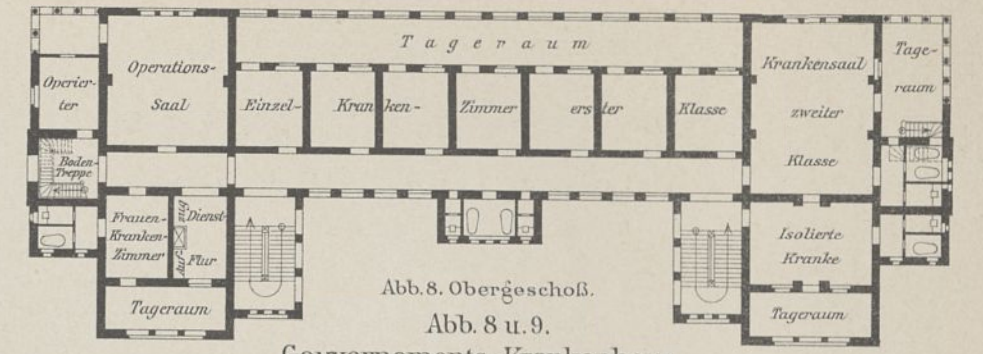 Tageraum
Operations-
Saal
Operier-
ter
Einzel- Kran ken- Zimmer ers ter Klasse
Krankensaal
zweiter
Klasse
Tage-
raum
Boden-
Treppe
Frauen-
Kranken-
Zimmer
Aufzug
Dienst-
Flur
Isolierte
Kranke
Tageraum
Tageraum
Abb.8. Obergeschoß.
Abb. 8 u. 9.